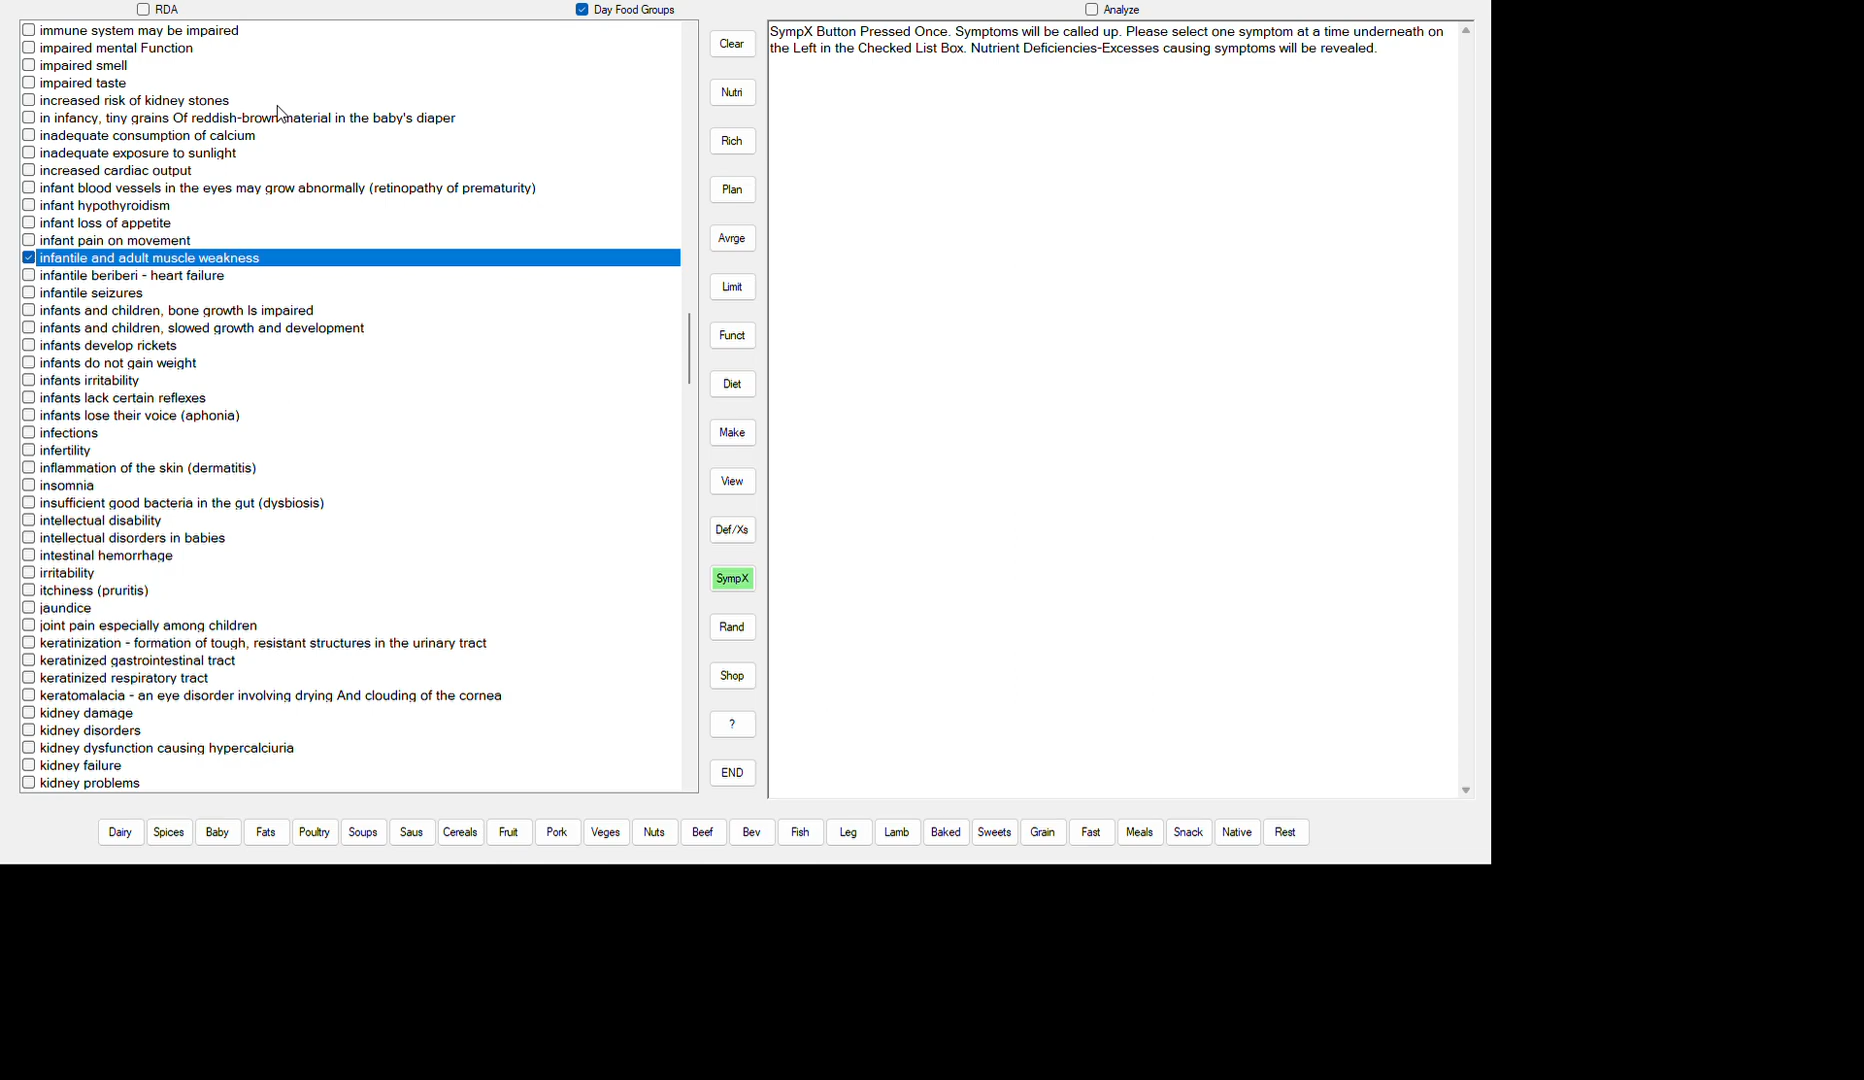 RDA
Day Food Groups
Analyze
immune system may be impaired
impaired mental Function
impaired smell
impaired taste
increased risk of kidney stones
in infancy, tiny grains Of reddish-brown material in the baby's diaper
inadequate consumption of calcium
inadequate exposure to sunlight
increased cardiac output
infant blood vessels in the eyes may grow abnormally (retinopathy of prematurity)
infant hypothyroidism
infant loss of appetite
infant pain on movement
infantile and adult muscle weakness
infantile beriberi - heart failure
infantile seizures
infants and children, bone growth Is impaired
infants and children, slowed growth and development
infants develop rickets
infants do not gain weight
infants irritability
infants lack certain reflexes
infants lose their voice (aphonia)
infections
infertility
inflammation of the skin (dermatitis)
insomnia
insufficient good bacteria in the gut (dysbiosis)
intellectual disability
intellectual disorders in babies
intestinal hemorrhage
irritability
itchiness (pruritis)
jaundice
joint pain especially among children
keratinization - formation of tough, resistant structures in the urinary tract
keratinized gastrointestinal tract
keratinized respiratory tract
keratomalacia - an eye disorder involving drying And clouding of the cornea
kidney damage
kidney disorders
kidney dysfunction causing hypercalciuria
kidney failure
kidney problems
Clear
Nutri
Rich
Plan
Avrge
Limit
Funct
Diet
Make
View
Def/Xs
SympX
Rand
Shop
?
END
SympX Button Pressed Once. Symptoms will be called up. Please select one symptom at a time underneath on
the Left in the Checked List Box. Nutrient Deficiencies-Excesses causing symptoms will be revealed.
Dairy
Spices
Baby
Fats
Poultry
Soups
Saus
Cereals
Fruit
Pork
Veges
Nuts
Beef
Bev
Fish
Leg
Lamb
Baked
Sweets
Grain
Fast
Meals
Snack
Native
Rest